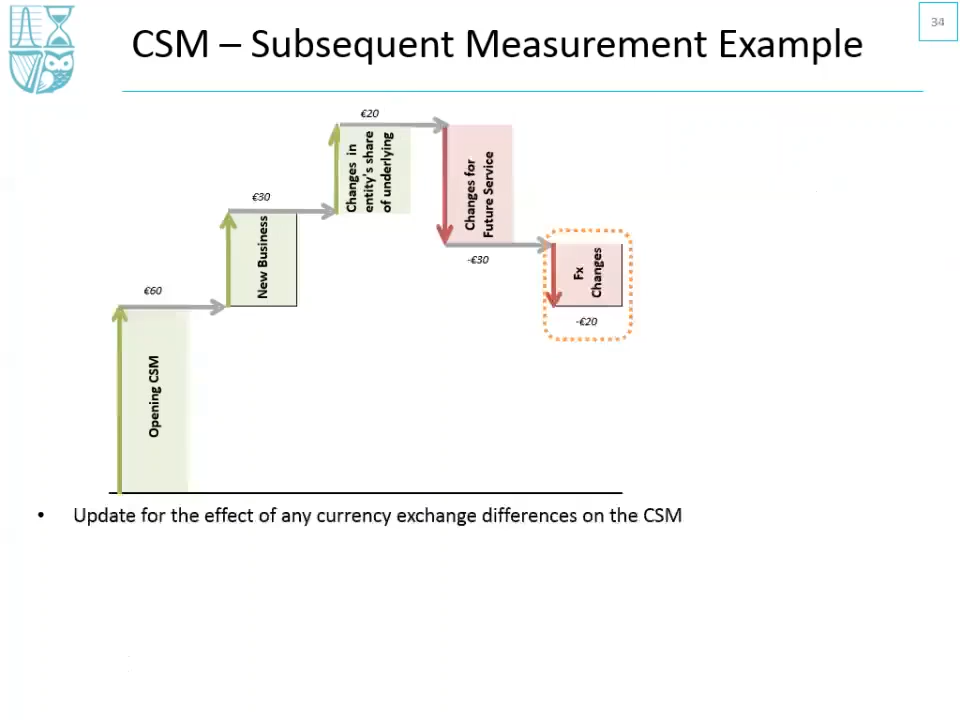 34
CSM – Subsequent Measurement Example
€20
Changes in
entity's share
of underlying
Changes for
Future Service
€30
New Business
-€30
Fx
Changes
€60
-€20
Opening CSM
• Update for the effect of any currency exchange differences on the CSM